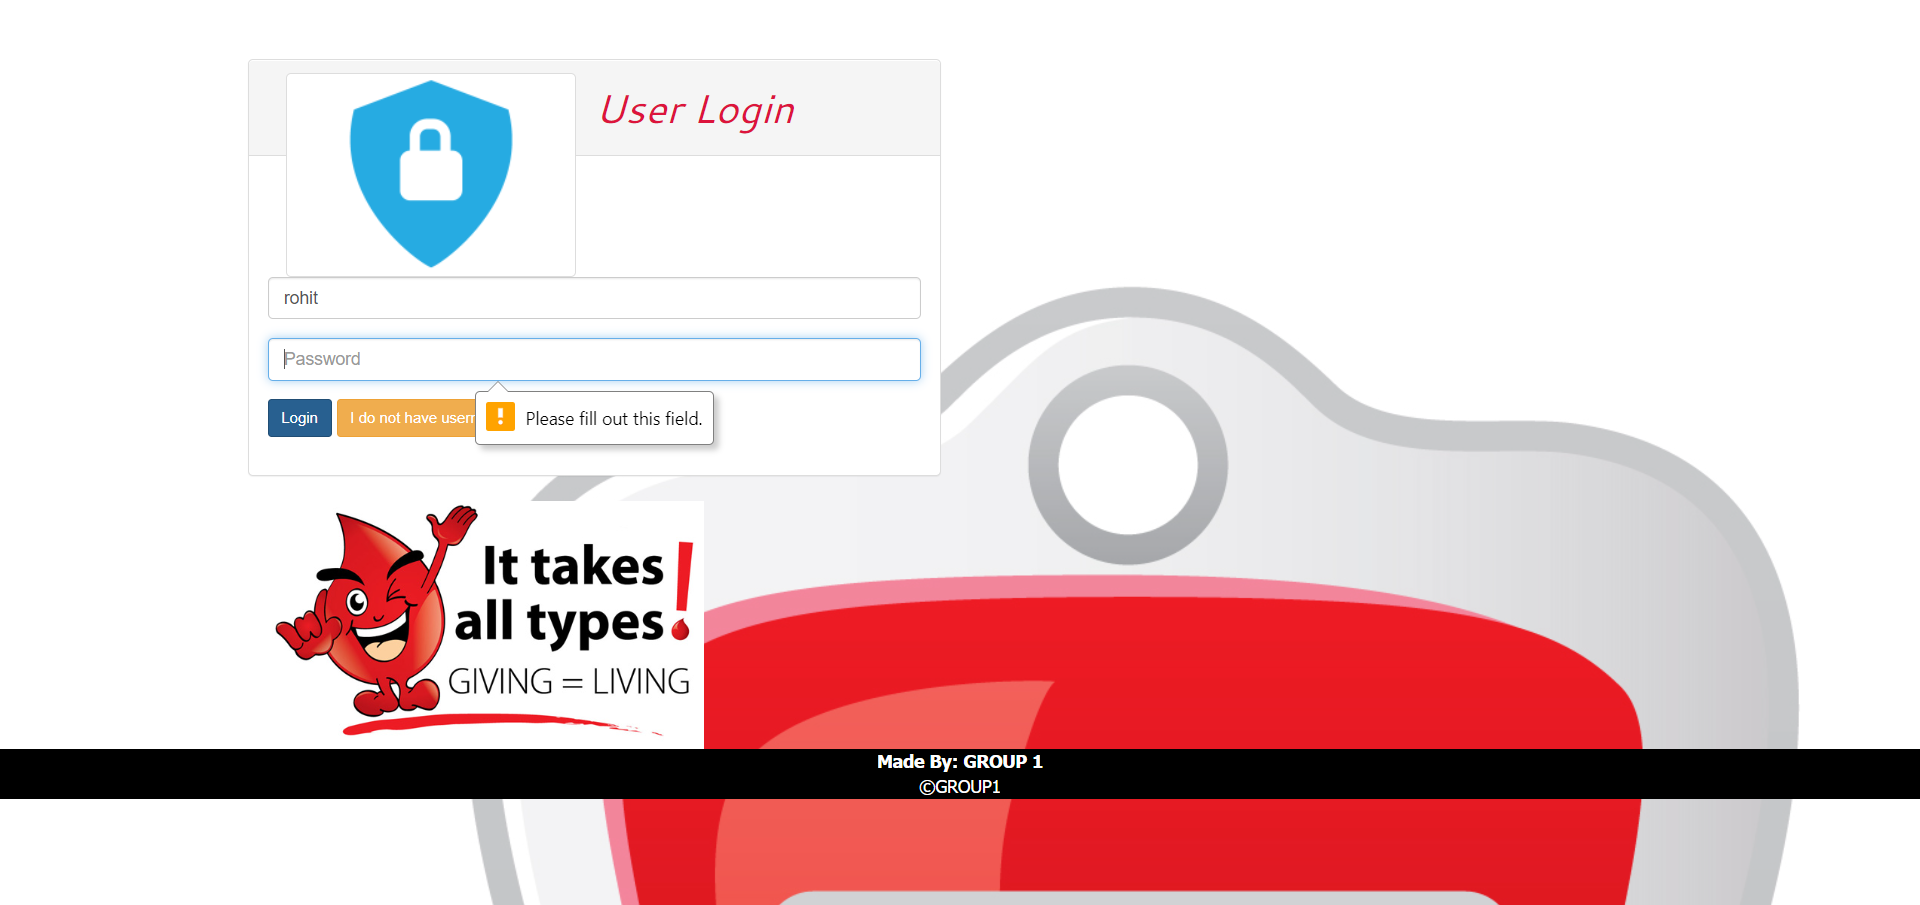 User Login
rohit
Password
Login
I do not have
Please fill out this field.
It takes
all types!
GIVING = LIVING
Made By: GROUP 1
©GROUP1